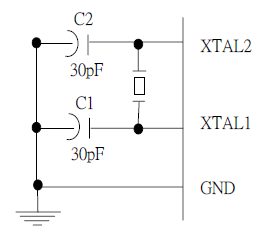 C2
XTAL2
30pF
C1
XTAL1
30pF
GND